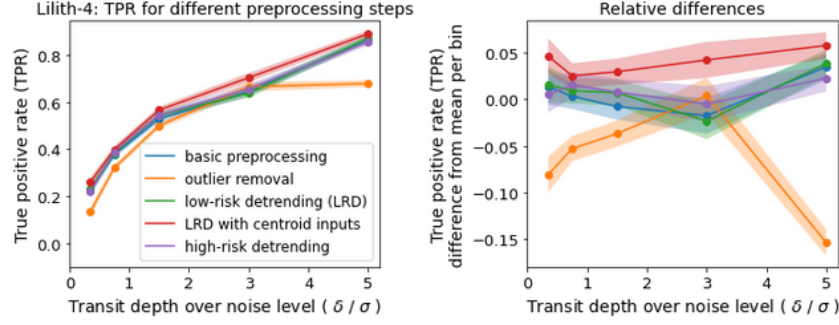 Lilith-4: TPR for different preprocessing steps
True positive rate (TPR)
0.8
0.6
0.4
0.2
0.0
basic preprocessing
outlier removal
low-risk detrending (LRD)
LRD with centroid inputs
high-risk detrending
0 1 2 3 4 5
Transit depth over noise level ( δ / σ )
Relative differences
True positive rate (TPR)
difference from mean per bin
0.05
0.00
−0.05
−0.10
−0.15
0 1 2 3 4 5
Transit depth over noise level ( δ / σ )